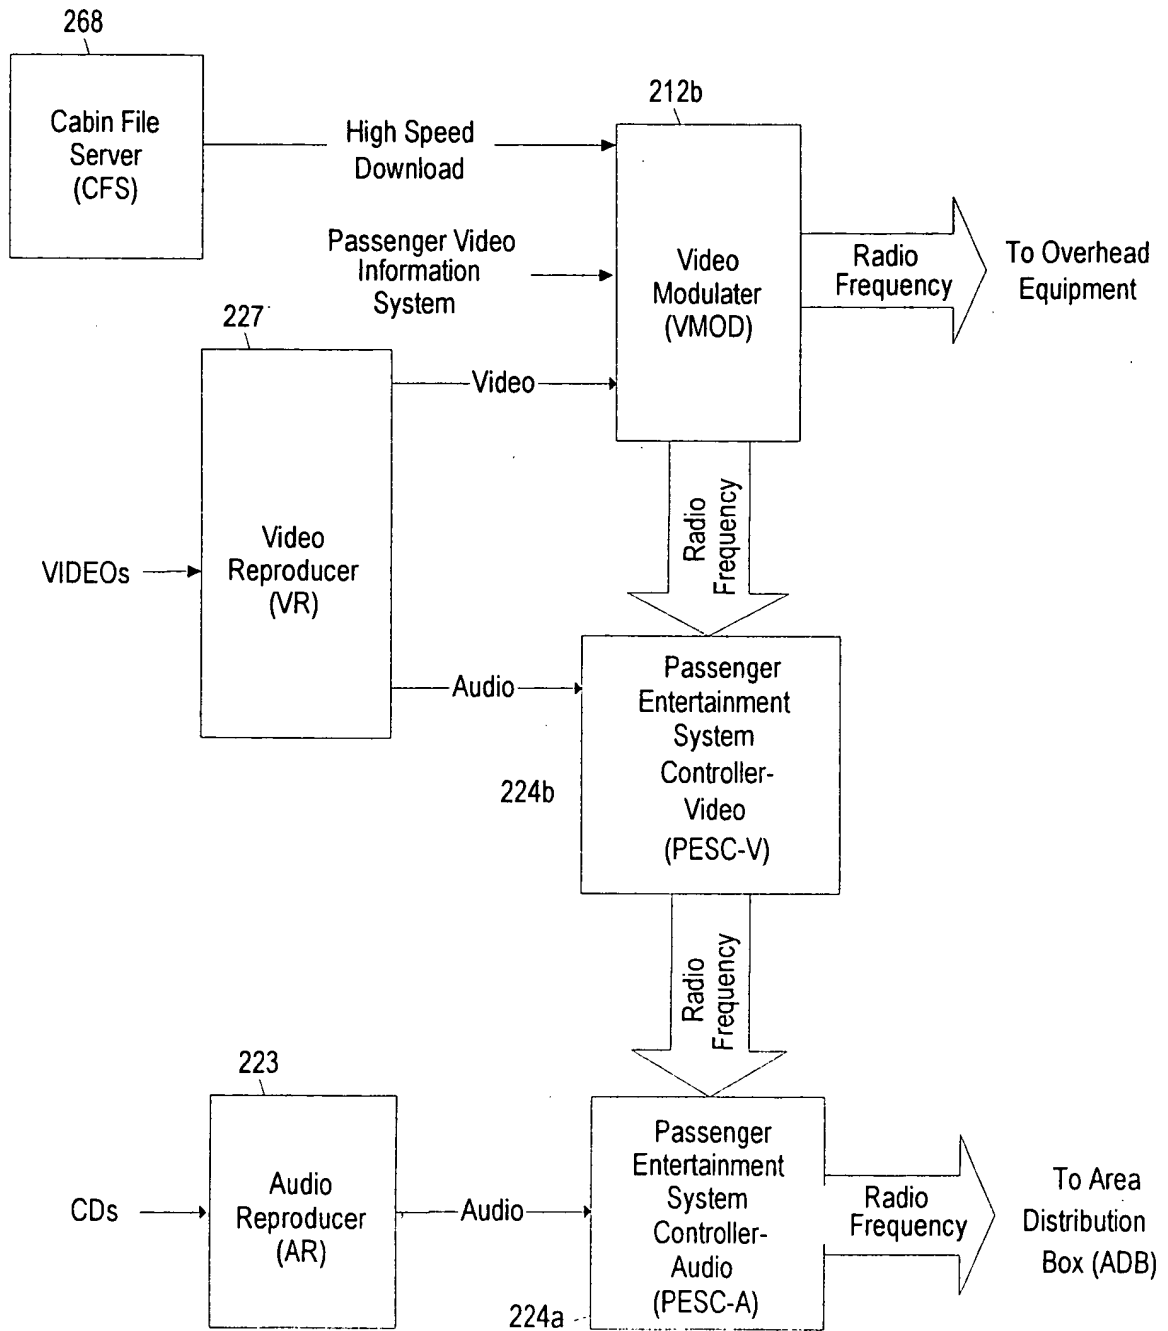 268
Cabin File
Server
(CFS)
High Speed
Download
212b
Passenger Video
Information
System
Video
Modulater
(VMOD)
Radio
Frequency
To Overhead
Equipment
227
Video
VIDEOs
Video
Reproducer
(VR)
Radio
Frequency
Audio
Passenger
Entertainment
System
Controller-
Video
(PESC-V)
224b
Radio
Frequency
223
CDs
Audio
Reproducer
(AR)
Audio
Passenger
Entertainment
System
Controller-
Audio
(PESC-A)
224a
Radio
Frequency
To Area
Distribution
Box (ADB)